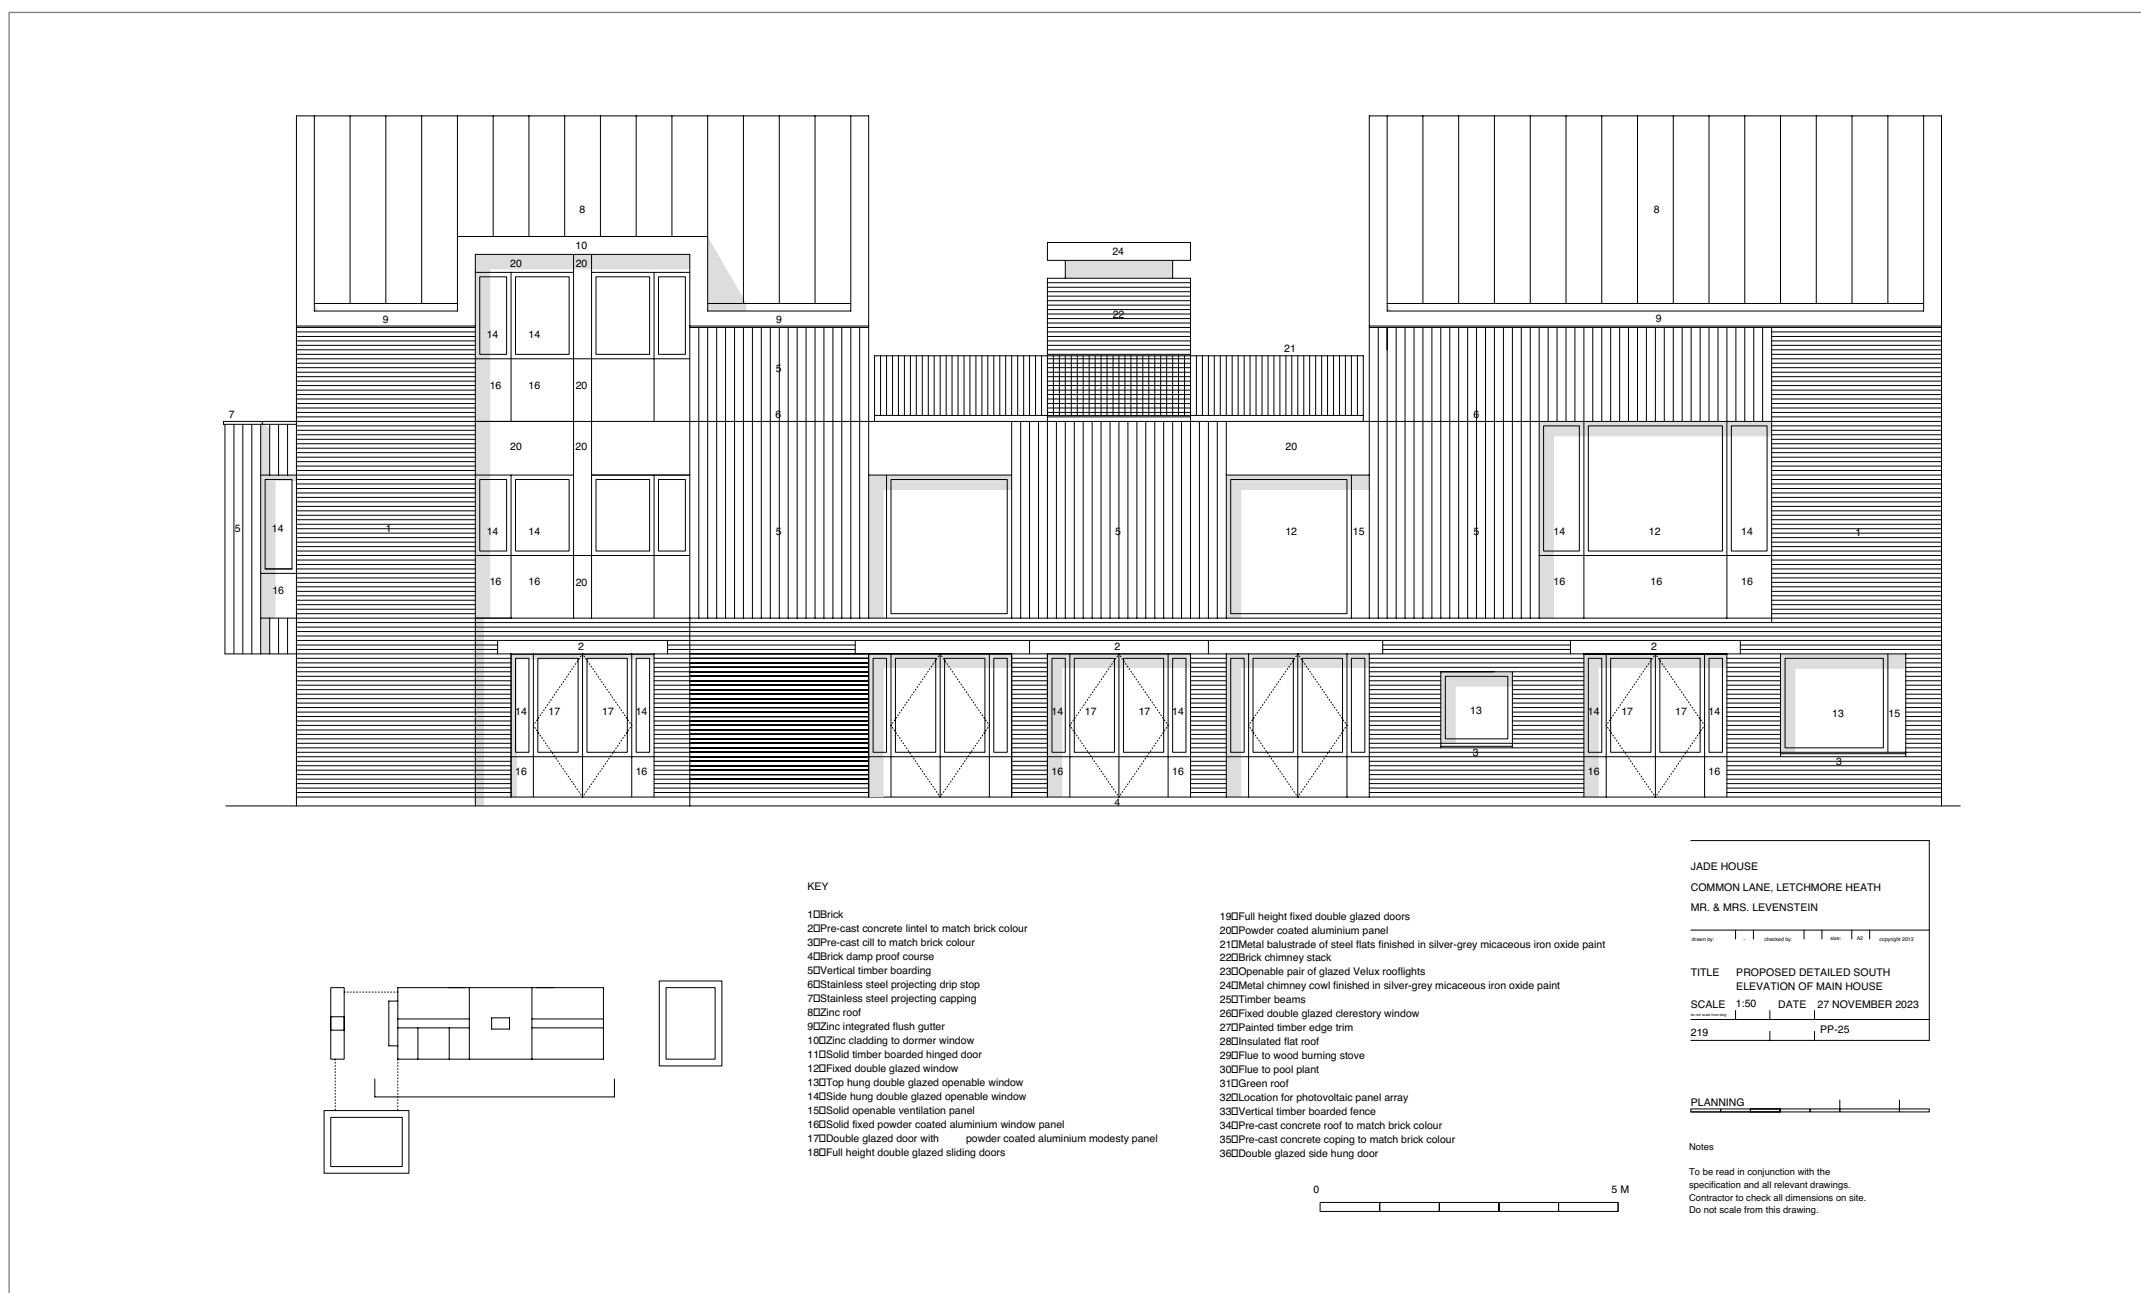 8
8
10
24
20 20
22
9
9
9
14 14
21
5
16 16 20
7
6
6
20 20
20
5
14
1
14 14
5
5
12
15
5
14
12
14
1
16
16 16 20
16
16
16
2
2
2
14 17 17 14
14 17 17 14
13
14 17 17 14
13
15
3
3
16
16
16
16
16
16
4
KEY
1 Brick
2 Pre-cast concrete lintel to match brick colour
3 Pre-cast cill to match brick colour
4 Brick damp proof course
5 Vertical timber boarding
6 Stainless steel projecting drip stop
7 Stainless steel projecting capping
8 Zinc roof
9 Zinc integrated flush gutter
10 Zinc cladding to dormer window
11 Solid timber boarded hinged door
12 Fixed double glazed window
13 Top hung double glazed openable window
14 Side hung double glazed openable window
15 Solid openable ventilation panel
16 Solid fixed powder coated aluminium window panel
17 Double glazed door with powder coated aluminium modesty panel
18 Full height double glazed sliding doors
19 Full height fixed double glazed doors
20 Powder coated aluminium panel
21 Metal balustrade of steel flats finished in silver-grey micaceous iron oxide paint
22 Brick chimney stack
23 Openable pair of glazed Velux rooflights
24 Metal chimney cowl finished in silver-grey micaceous iron oxide paint
25 Timber beams
26 Fixed double glazed clerestory window
27 Painted timber edge trim
28 Insulated flat roof
29 Flue to wood burning stove
30 Flue to pool plant
31 Green roof
32 Location for photovoltaic panel array
33 Vertical timber boarded fence
34 Pre-cast concrete roof to match brick colour
35 Pre-cast concrete coping to match brick colour
36 Double glazed side hung door
0 5 M
JADE HOUSE
COMMON LANE, LETCHMORE HEATH
MR. & MRS. LEVENSTEIN
drawn by: - checked by: size: A2 copyright 2013
TITLE PROPOSED DETAILED SOUTH
ELEVATION OF MAIN HOUSE
SCALE 1:50 DATE 27 NOVEMBER 2023
do not scale from dwg
219 PP-25
PLANNING
Notes
To be read in conjunction with the
specification and all relevant drawings.
Contractor to check all dimensions on site.
Do not scale from this drawing.